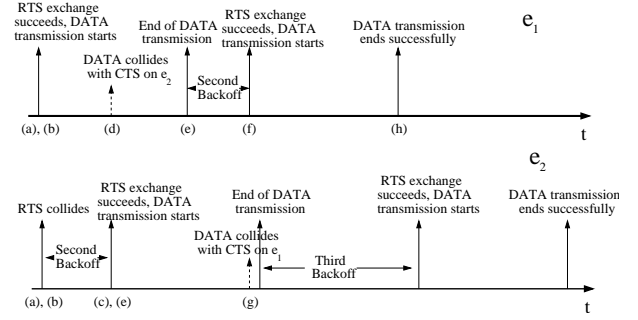 RTS exchange
succeeds, DATA
transmission starts
DATA collides
with CTS on e2
End of DATA
transmission
Second
Backoff
RTS exchange
succeeds, DATA
transmission starts
DATA transmission
ends successfully
e1
(a), (b)
(d)
(e)
(f)
(h)
t
e2
RTS collides
Second
Backoff
RTS exchange
succeeds, DATA
transmission starts
End of DATA
transmission
DATA collides
with CTS on e1
Third
Backoff
RTS exchange
succeeds, DATA
transmission starts
DATA transmission
ends successfully
(a), (b)
(c), (e)
(g)
t